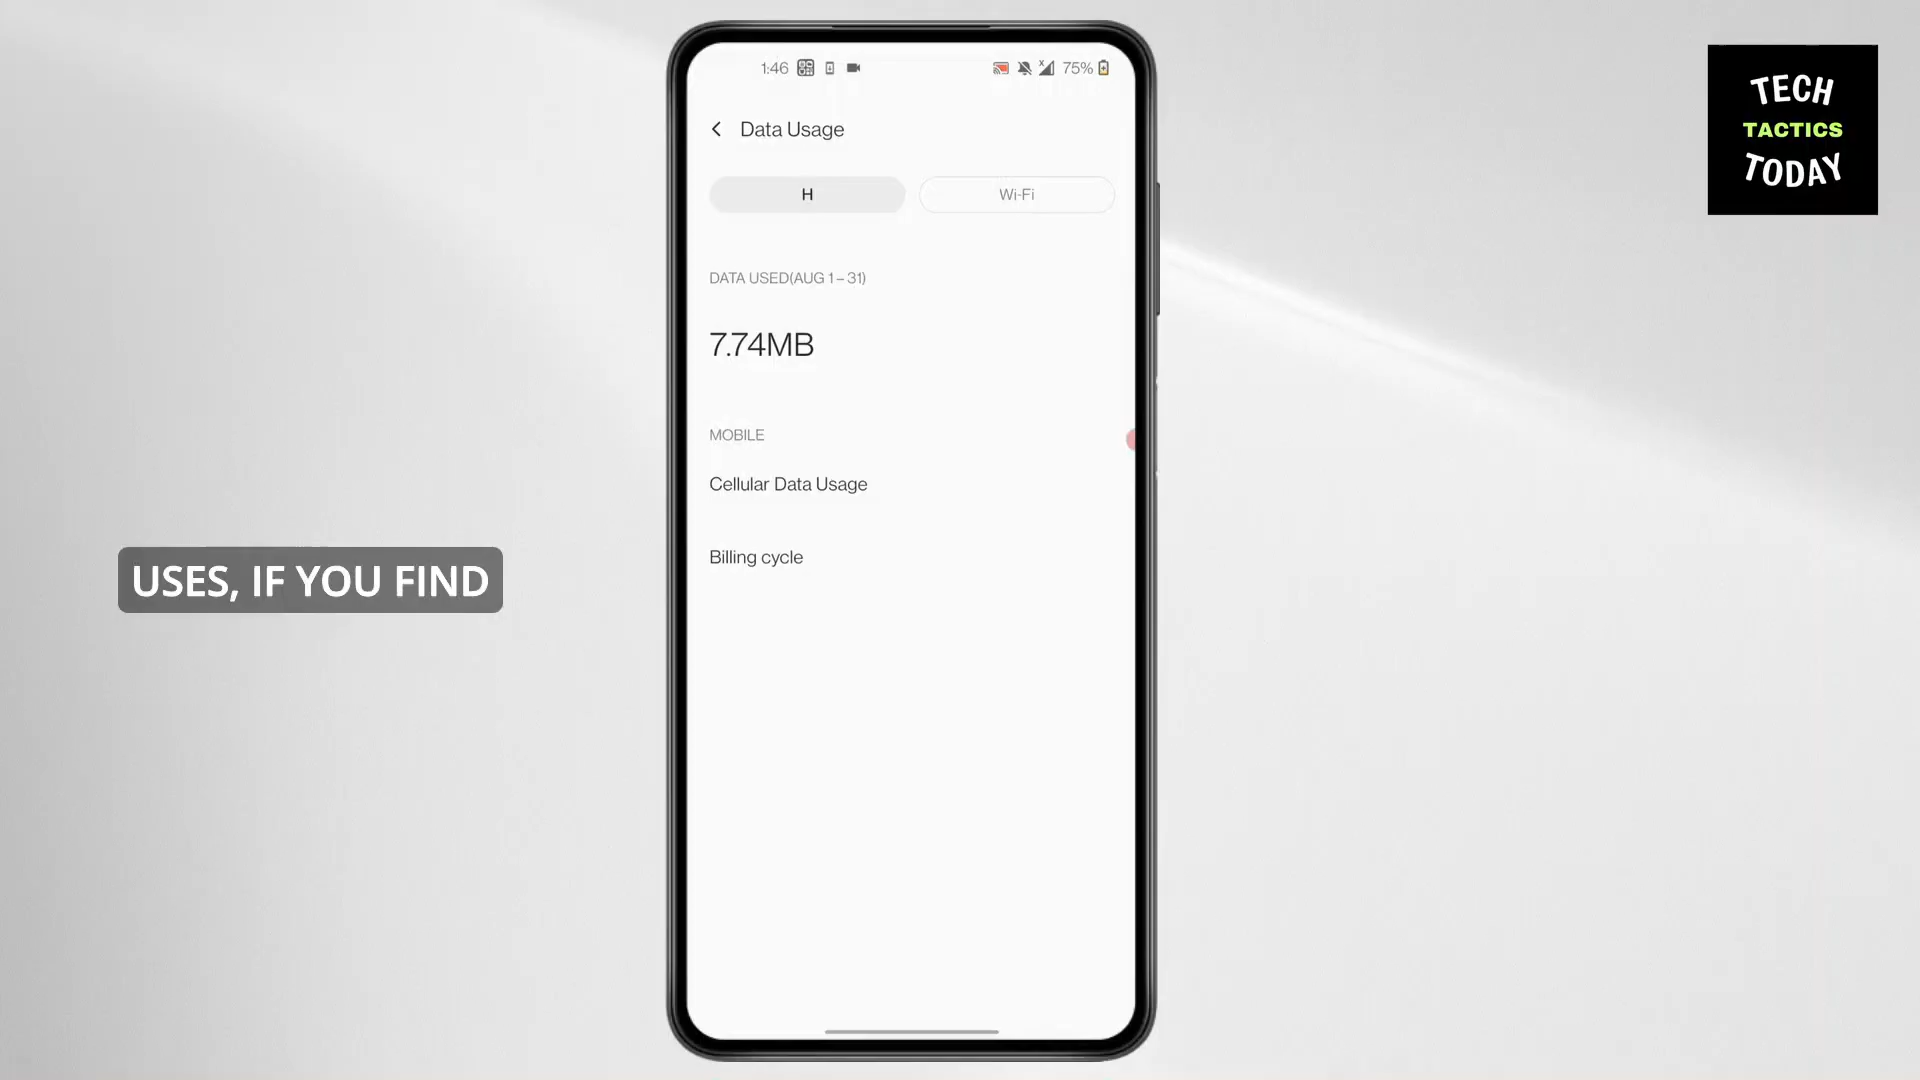 1:46
75%
Data Usage
H
Wi-Fi
DATA USED(AUG 1 – 31)
7.74MB
MOBILE
Cellular Data Usage
Billing cycle
USES, IF YOU FIND
TECH
TACTICS
TODAY